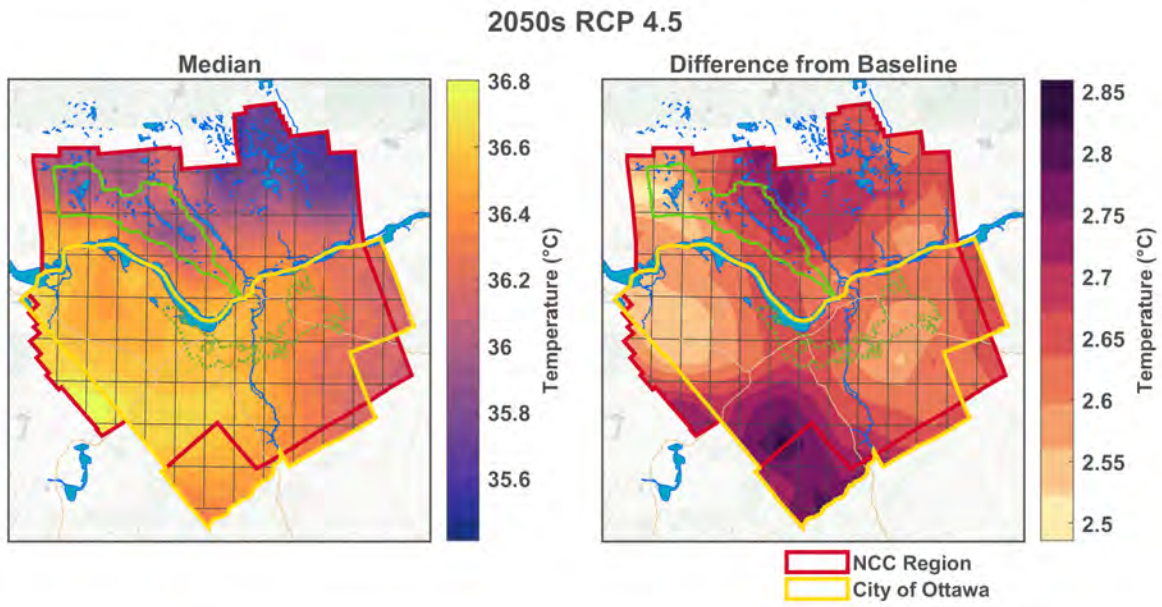 2050s RCP 4.5
Median
36.8
36.6
36.4
36.2
36
35.8
35.6
Temperature (°C)
Difference from Baseline
2.85
2.8
2.75
2.7
2.65
2.6
2.55
2.5
Temperature (°C)
NCC Region
City of Ottawa